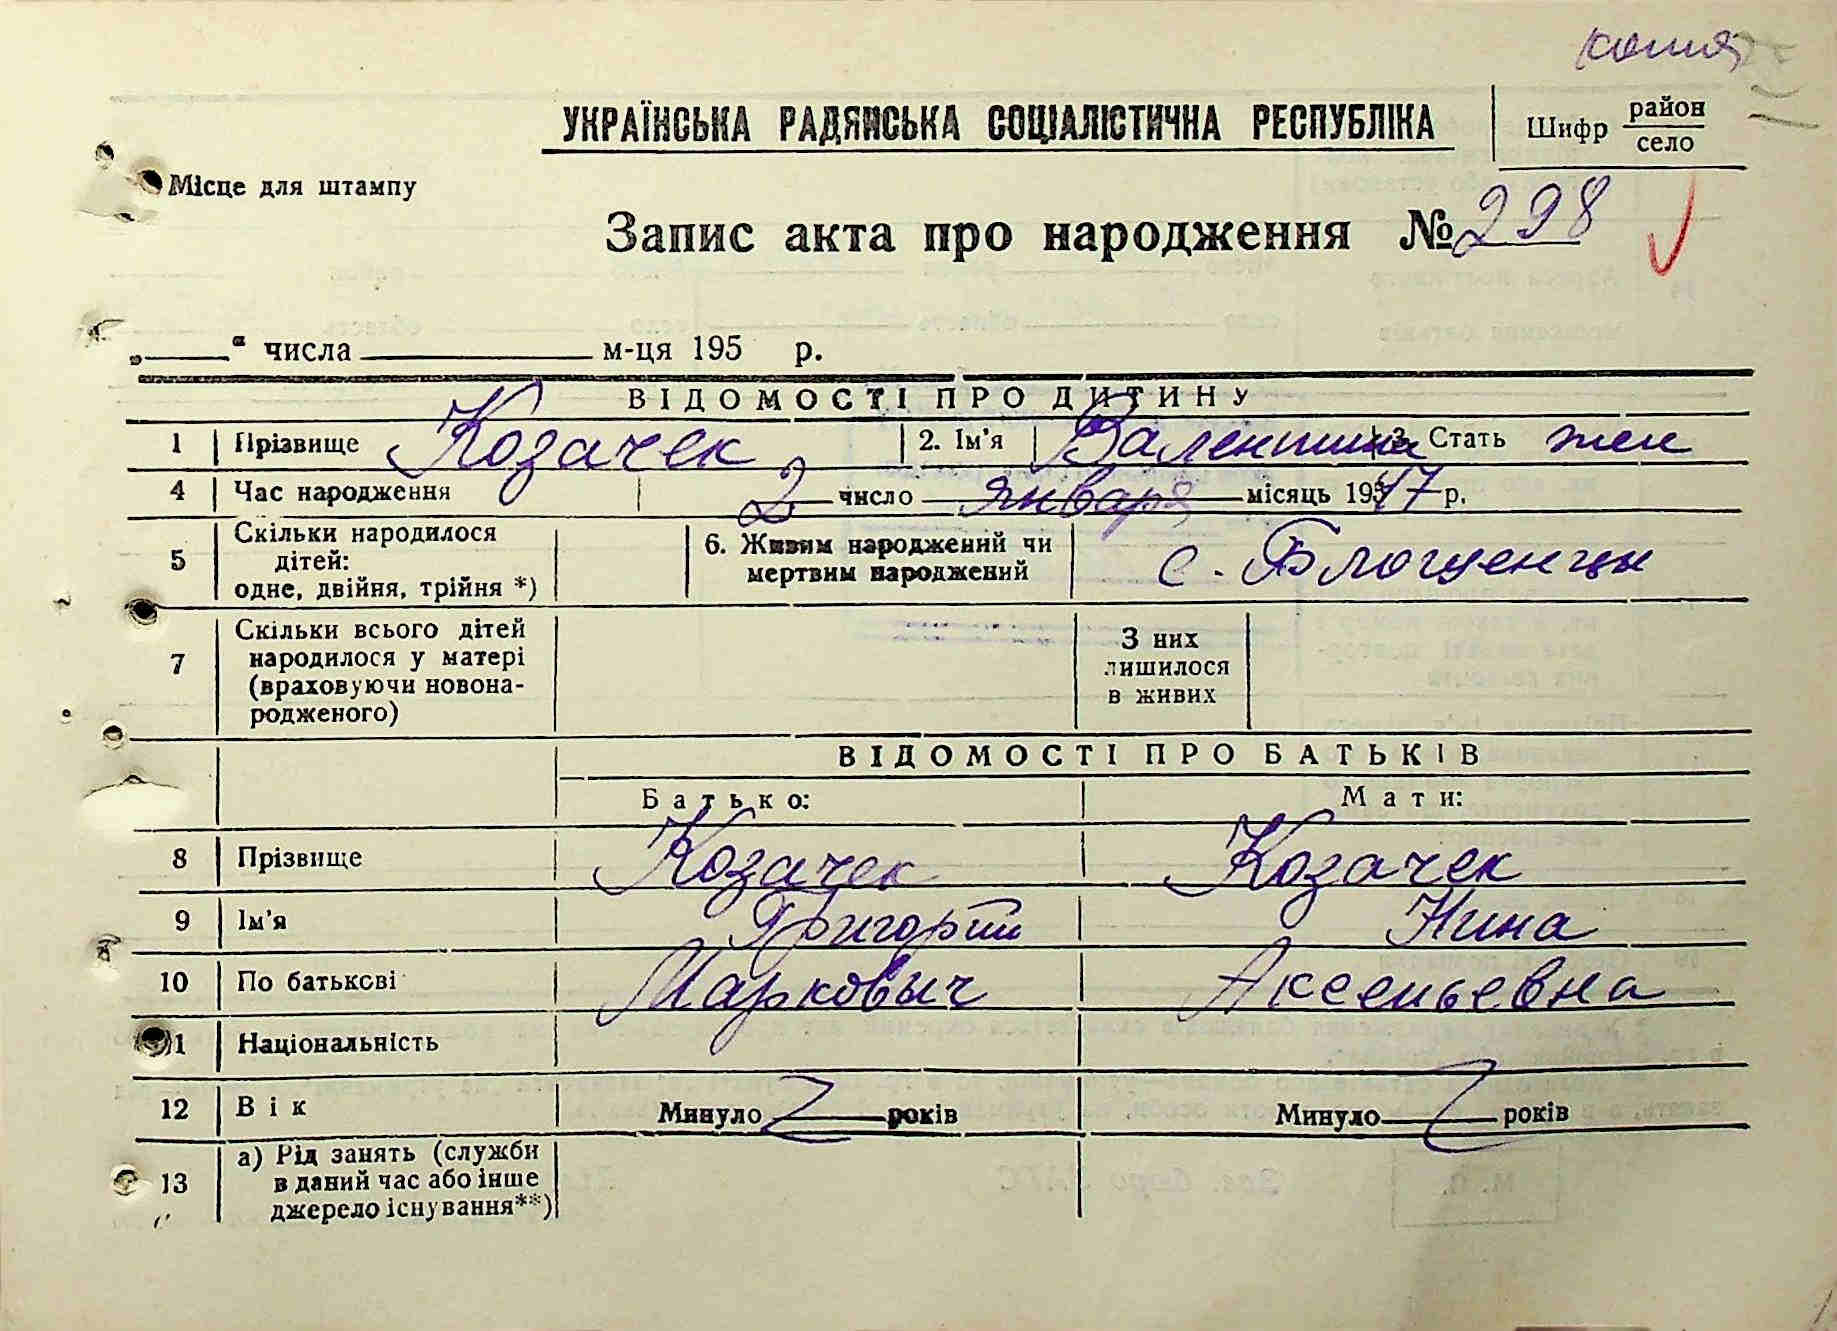 копия
УКРАЇНСЬКА РАДЯНСЬКА СОЦІАЛІСТИЧНА РЕСПУБЛІКА
Шифр район
село
Місце для штампу
Запис акта про народження № 298
„ “ числа м-ця 195 р.
ВІДОМОСТІ ПРО ДИТИНУ
1 Прізвище Козачек 2. Ім'я Валентина 3. Стать жен
4 Час народження 2 число января місяць 1947 р.
5 Скільки народилося дітей: одне, двійня, трійня *) 6. Живим народжений чи мертвим народжений с. Блощенцы
7 Скільки всього дітей народилося у матері (враховуючи новонародженого) З них лишилося в живих
ВІДОМОСТІ ПРО БАТЬКІВ
Батько: Мати:
8 Прізвище Козачек Козачек
9 Ім'я Григорий Нина
10 По батькові Маркович Аксентьевна
11 Національність
12 Вік Минуло років Минуло років
13 а) Рід занять (служби в даний час або інше джерело існування**)